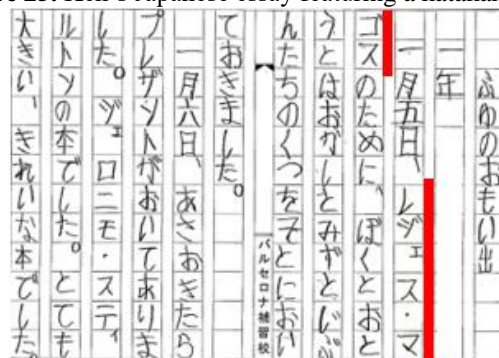 Japanese essay featuring a
ふゆのおもい出
一年
一月五日、レジェス・マ
ゴスのために、ぼくとおと
うとはおかしとみずとじぶ
んたちのくつをそとにおい
バルセロナ補習校
ておきました。
一月六日、あさおきたら
プレザントがおいてありま
した。ジェロニモ・スティ
ルトンの本でした。とても
大きい、きれいな本でした。